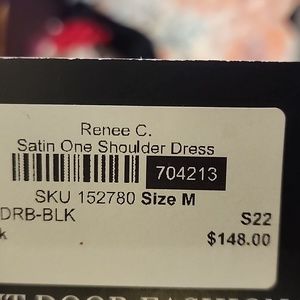 Renee C.
Satin One Shoulder Dress
704213
SKU 152780 Size M
DRB-BLK S22
k $148.00